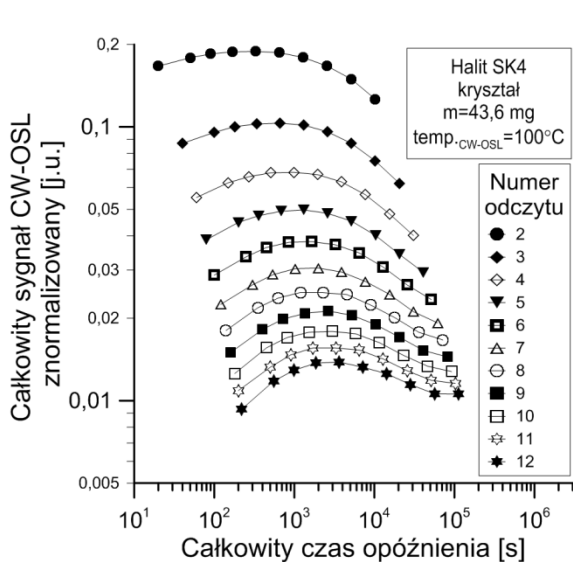 Całkowity sygnał CW-OSL
znormalizowany [j.u.]
0,2
0,1
0,05
0,03
0,02
0,01
0,005
Halit SK4
kryształ
m=43,6 mg
temp.CW-OSL=100°C
Numer
odczytu
2
3
4
5
6
7
8
9
10
11
12
10¹ 10² 10³ 10⁴ 10⁵ 10⁶
Całkowity czas opóźnienia [s]